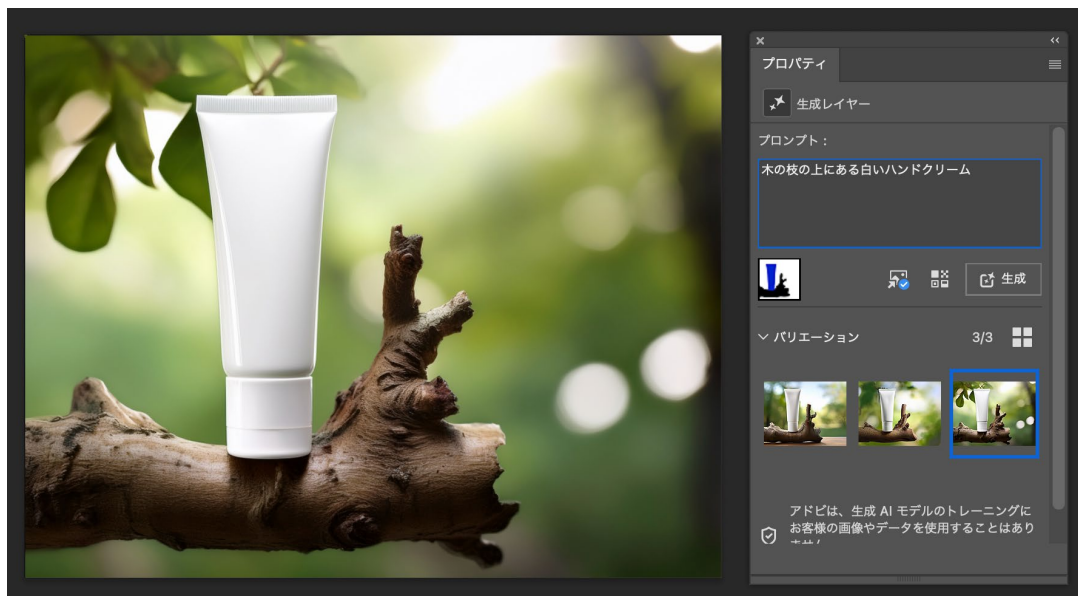 プロパティ
生成レイヤー
プロンプト：
木の枝の上にある白いハンドクリーム
生成
バリエーション
3/3
アドビは、生成 AI モデルのトレーニングに
お客様の画像やデータを使用することはあり
ません